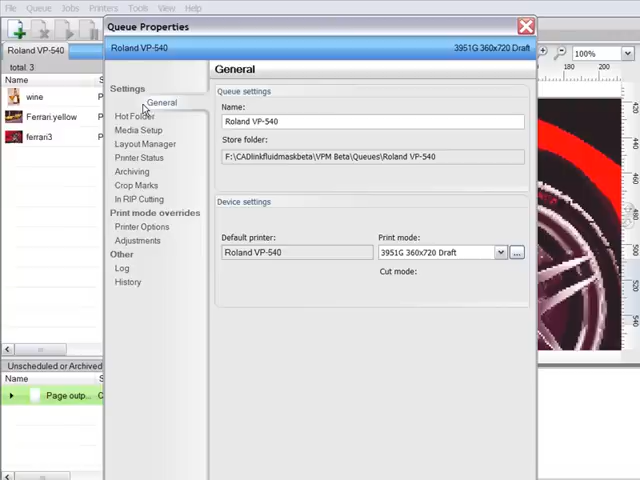 File Queue Jobs Printers Tools View Help
Queue Properties
Roland VP-540
3951G 360x720 Draft
Roland VP-540
total: 3
Name
wine
Ferrari.yellow
ferrari3
Unscheduled or Archived
Name
Page outp...
Settings
General
Hot Folder
Media Setup
Layout Manager
Printer Status
Archiving
Crop Marks
In RIP Cutting
Print mode overrides
Printer Options
Adjustments
Other
Log
History
General
Queue settings
Name:
Roland VP-540
Store folder:
F:\CADlinkfluidmaskbeta\VPM Beta\Queues\Roland VP-540
Device settings
Default printer:
Print mode:
Roland VP-540
3951G 360x720 Draft
...
Cut mode:
100%
180 200
480
520
540